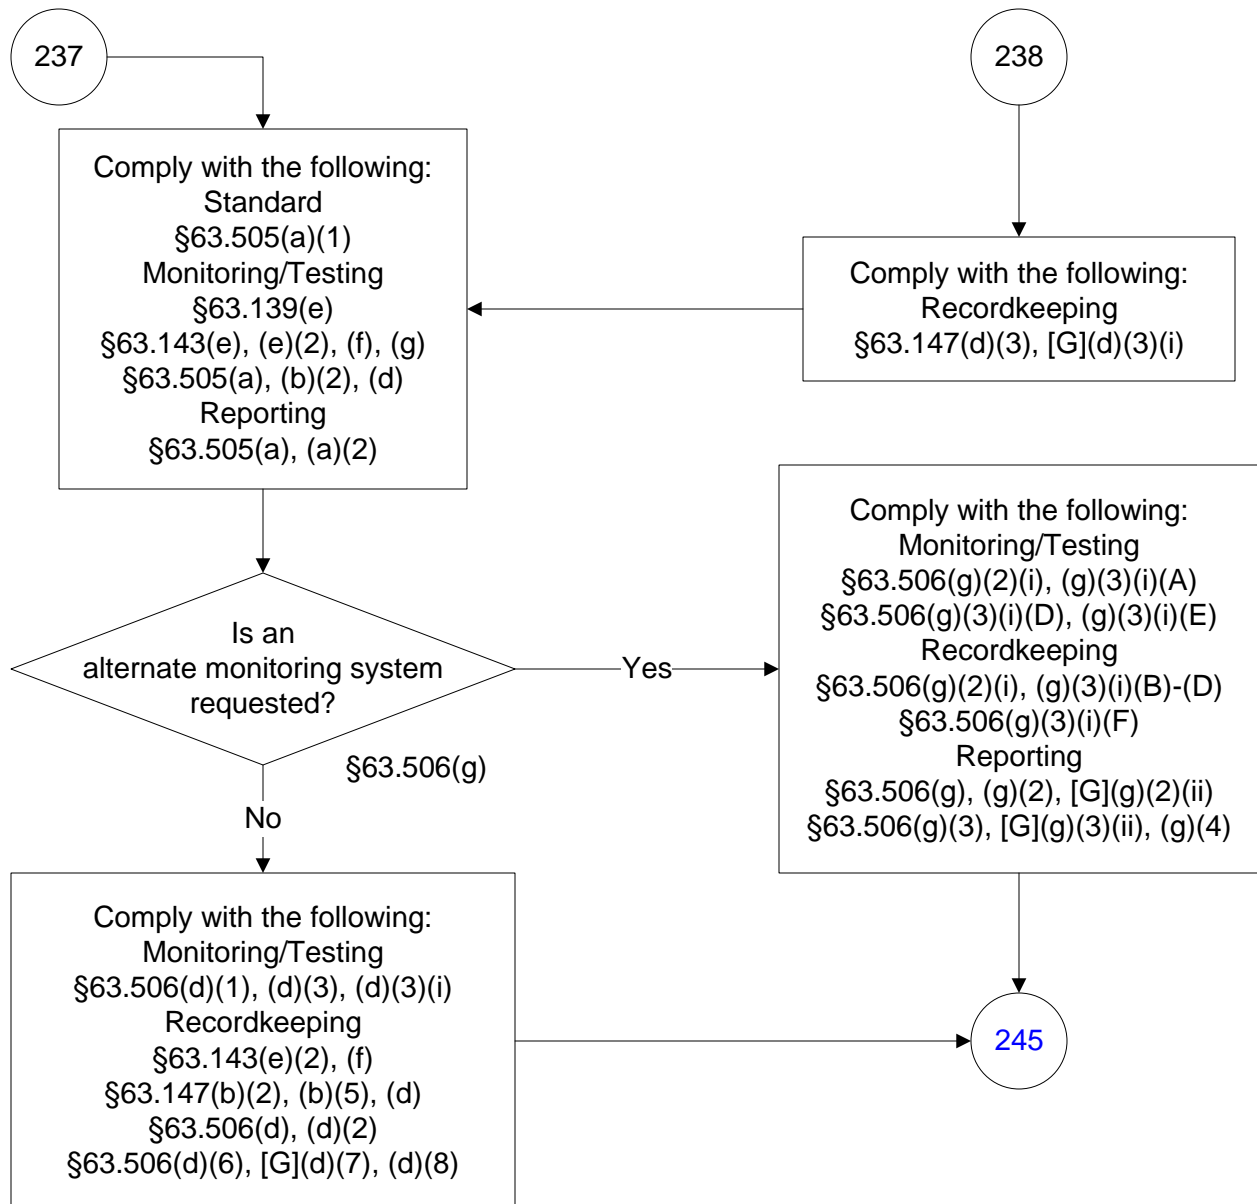 237
238
Comply with the following:
Standard
§63.505(a)(1)
Monitoring/Testing
§63.139(e)
§63.143(e), (e)(2), (f), (g)
§63.505(a), (b)(2), (d)
Reporting
§63.505(a), (a)(2)
Comply with the following:
Recordkeeping
§63.147(d)(3), [G](d)(3)(i)
Is an
alternate monitoring system
requested?
§63.506(g)
Yes
No
Comply with the following:
Monitoring/Testing
§63.506(g)(2)(i), (g)(3)(i)(A)
§63.506(g)(3)(i)(D), (g)(3)(i)(E)
Recordkeeping
§63.506(g)(2)(i), (g)(3)(i)(B)-(D)
§63.506(g)(3)(i)(F)
Reporting
§63.506(g), (g)(2), [G](g)(2)(ii)
§63.506(g)(3), [G](g)(3)(ii), (g)(4)
Comply with the following:
Monitoring/Testing
§63.506(d)(1), (d)(3), (d)(3)(i)
Recordkeeping
§63.143(e)(2), (f)
§63.147(b)(2), (b)(5), (d)
§63.506(d), (d)(2)
§63.506(d)(6), [G](d)(7), (d)(8)
245